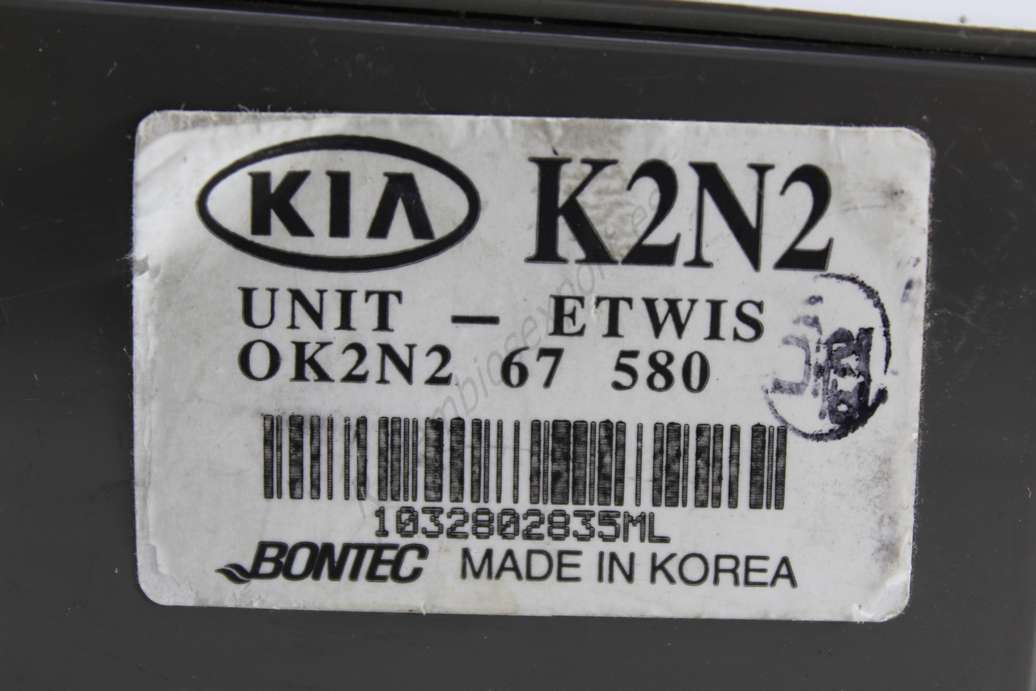 KIA K2N2
UNIT - ETWIS
OK2N2 67 580
1032802835ML
BONTEC MADE IN KOREA